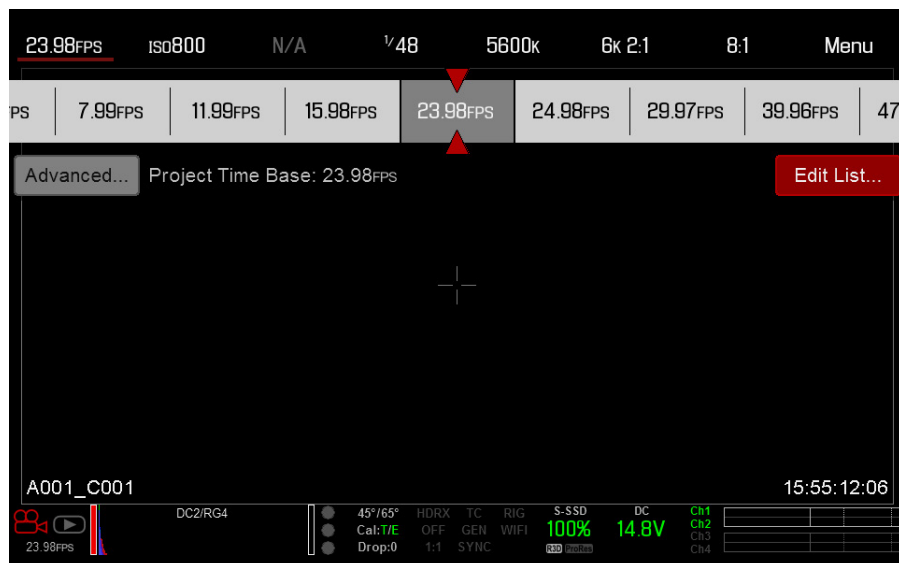 23.98FPS ISO800 N/A 1/48 5600K 6K 2:1 8:1 Menu
PS 7.99FPS 11.99FPS 15.98FPS 23.98FPS 24.98FPS 29.97FPS 39.96FPS 47
Advanced... Project Time Base: 23.98FPS Edit List...
A001_C001 15:55:12:06
DC2/RG4 45°/65° HDRX TC RIG S-SSD DC Ch1
Cal:T/E OFF GEN WIFI 100% 14.8V Ch2
Drop:0 1:1 SYNC R3D ProRes Ch3
23.98FPS Ch4